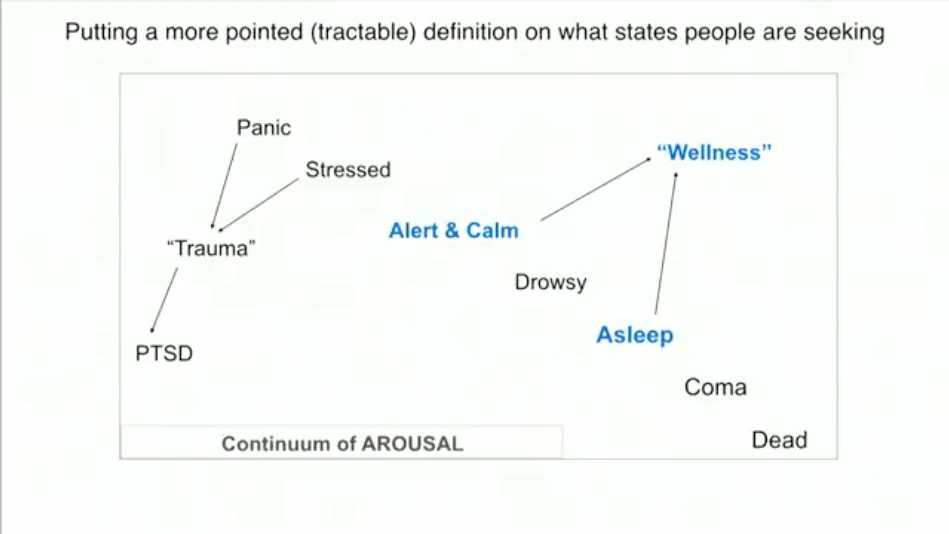 Putting a more pointed (tractable) definition on what states people are seeking
Panic
Stressed
“Wellness”
Alert & Calm
“Trauma”
Drowsy
Asleep
PTSD
Coma
Dead
Continuum of AROUSAL